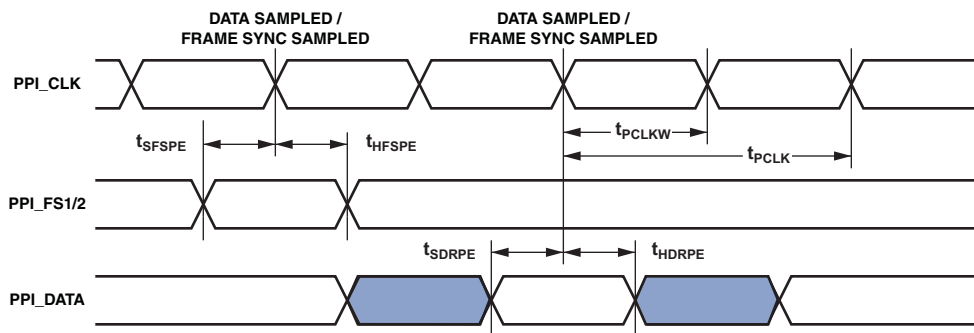 DATA SAMPLED /
FRAME SYNC SAMPLED
DATA SAMPLED /
FRAME SYNC SAMPLED
PPI_CLK
tSFSPE
tHFSPE
tPCLKW
tPCLK
PPI_FS1/2
tSDRPE
tHDRPE
PPI_DATA